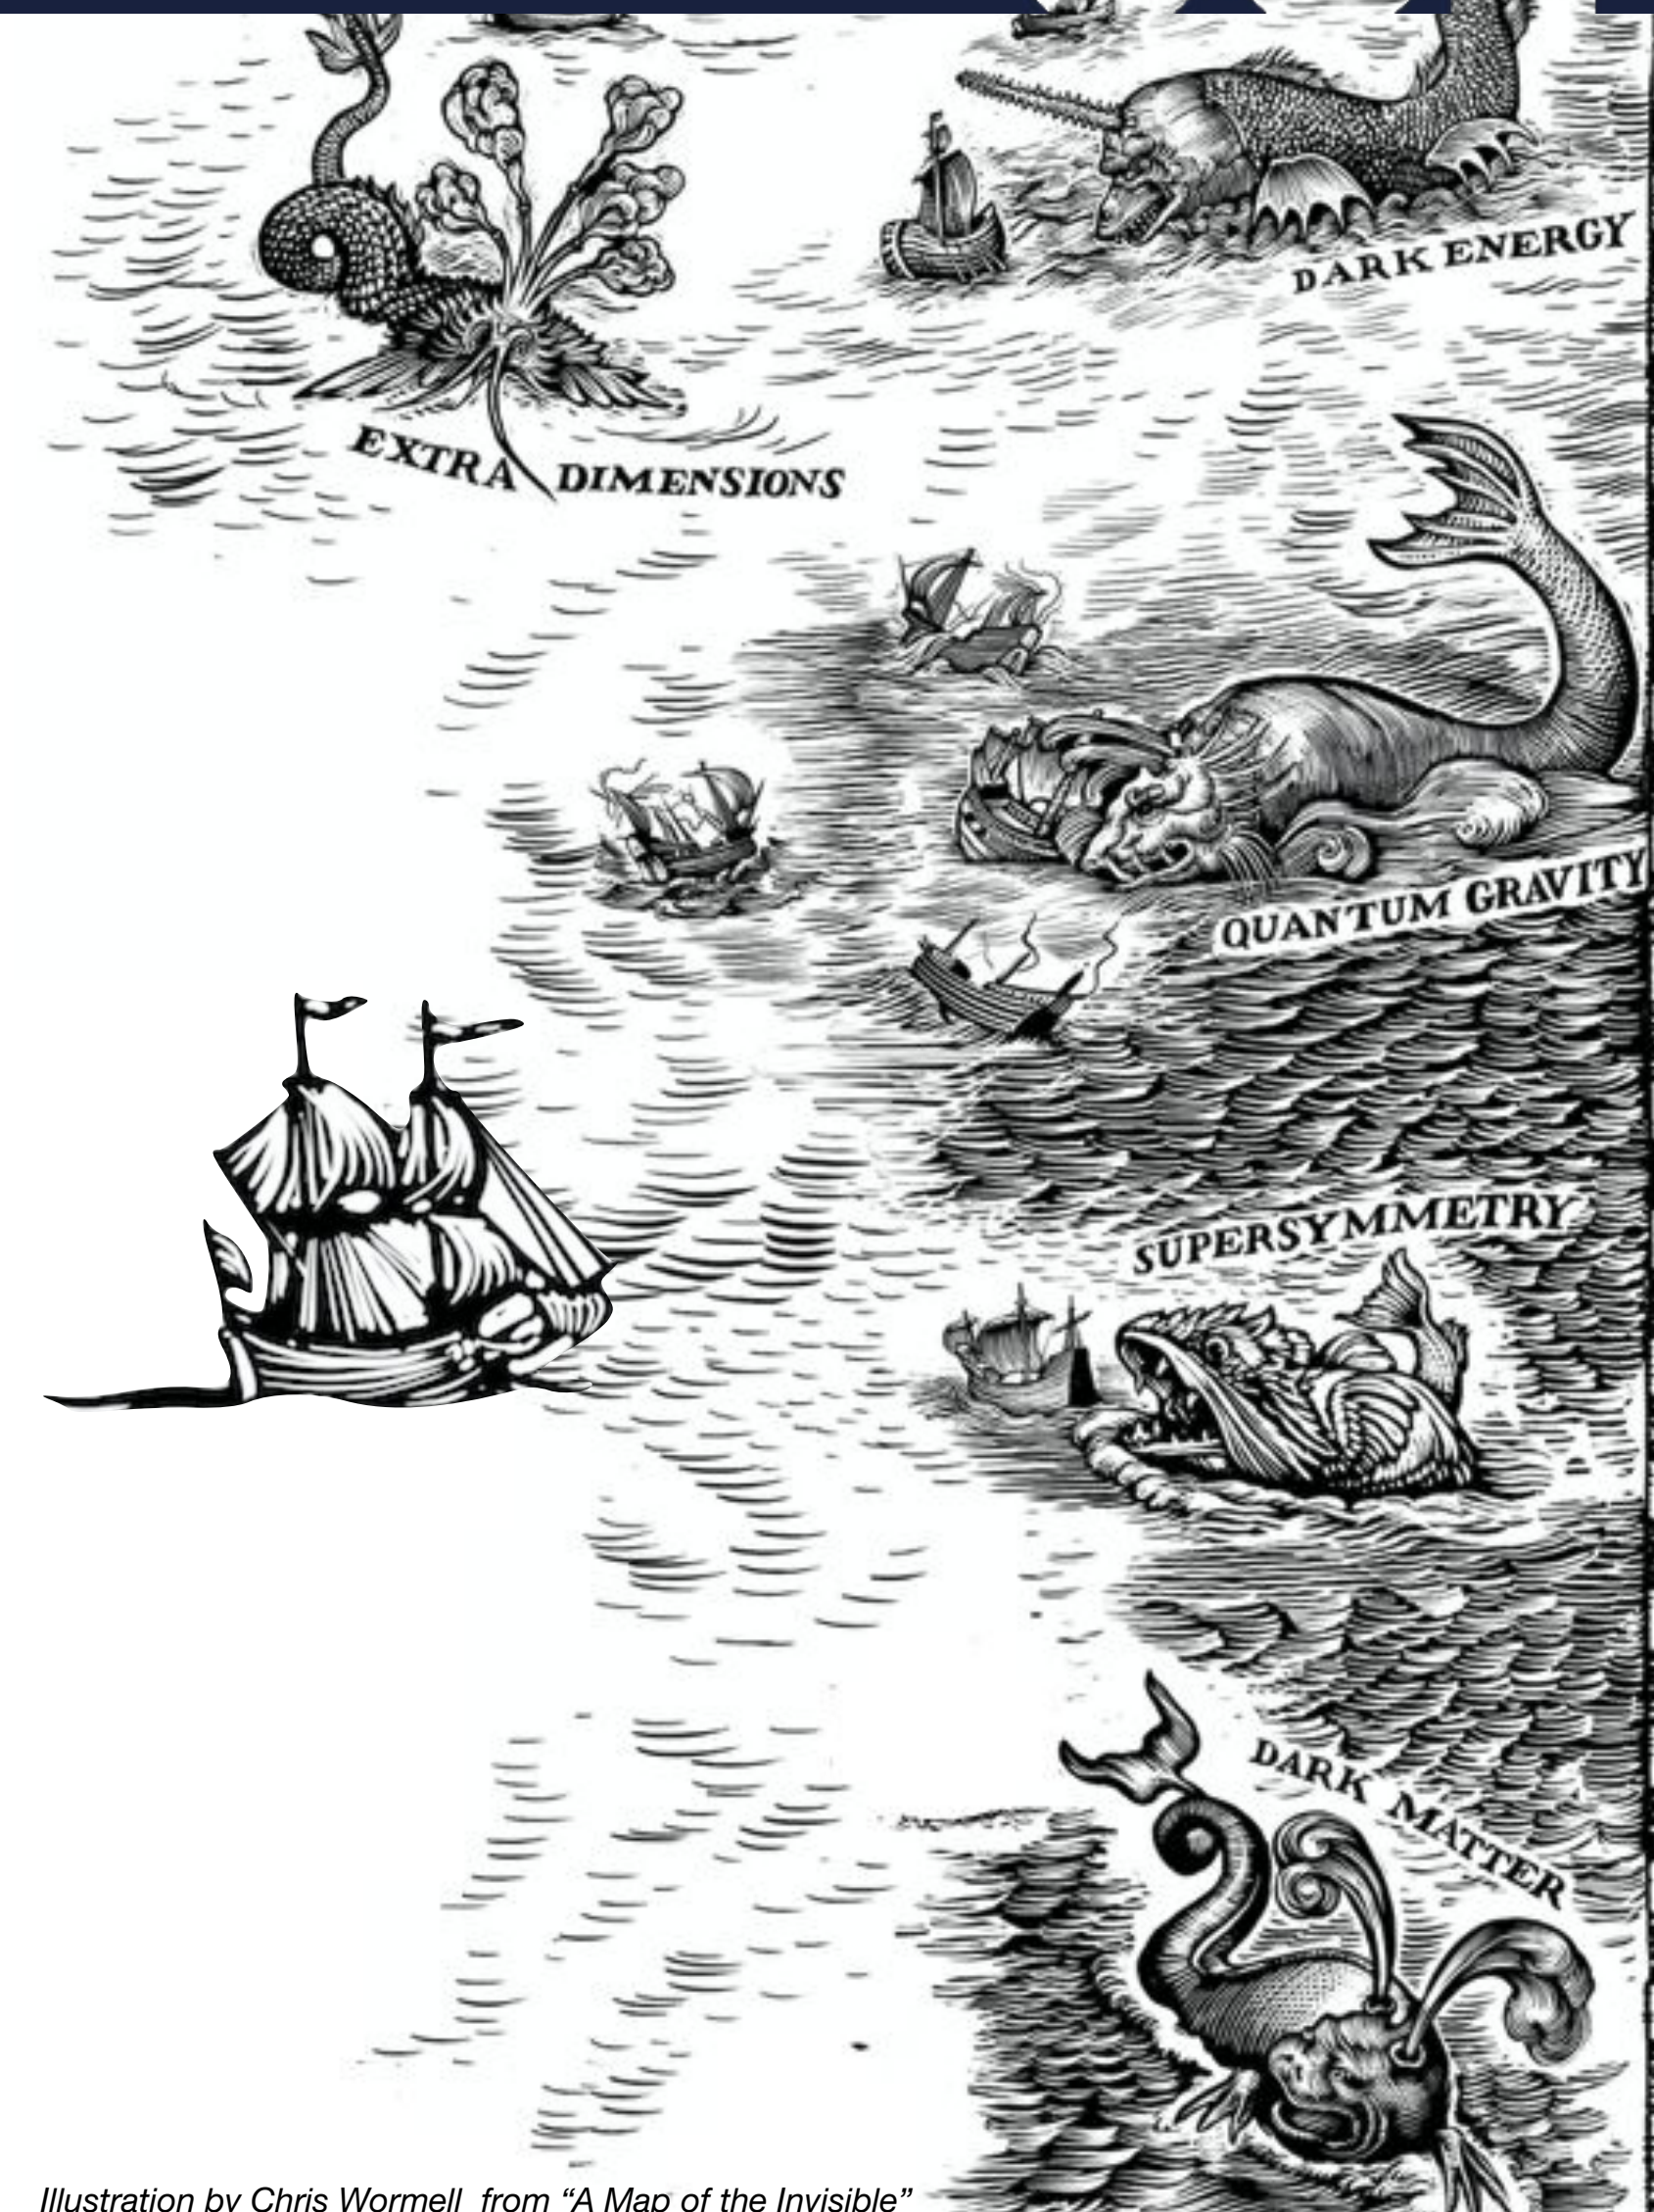 DARK ENERGY
EXTRA DIMENSIONS
QUANTUM GRAVITY
SUPERSYMMETRY
DARK MATTER
Illustration by Chris Wormell from “A Map of the Invisible”